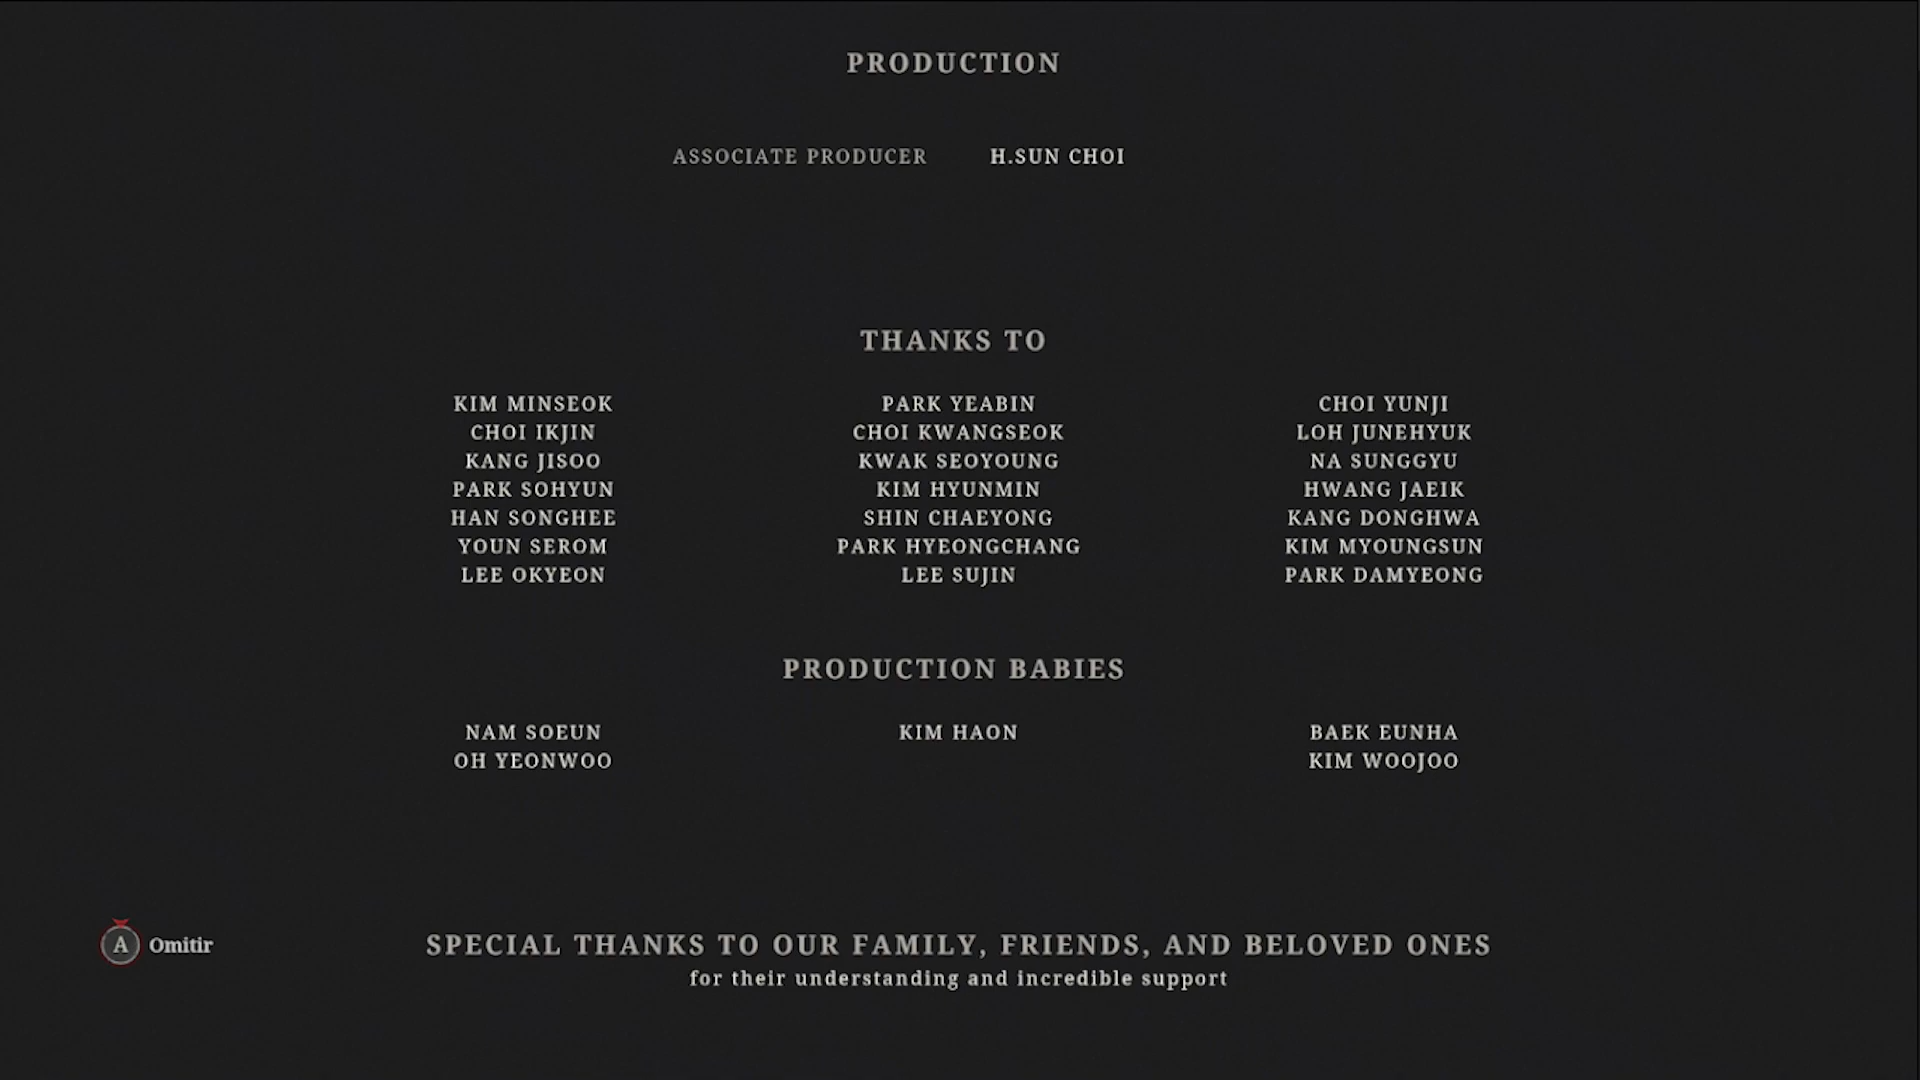 PRODUCTION
ASSOCIATE PRODUCER H.SUN CHOI
THANKS TO
KIM MINSEOK PARK YEABIN CHOI YUNJI
CHOI IKJIN CHOI KWANGSEOK LOH JUNEHYUK
KANG JISOO KWAK SEOYOUNG NA SUNGGYU
PARK SOHYUN KIM HYUNMIN HWANG JAEIK
HAN SONGHEE SHIN CHAEYONG KANG DONGHWA
YOUN SEROM PARK HYEONGCHANG KIM MYOUNGSUN
LEE OKYEON LEE SUJIN PARK DAMYEONG
PRODUCTION BABIES
NAM SOEUN KIM HAON BAEK EUNHA
OH YEONWOO KIM WOOJOO
A Omitir
SPECIAL THANKS TO OUR FAMILY, FRIENDS, AND BELOVED ONES
for their understanding and incredible support